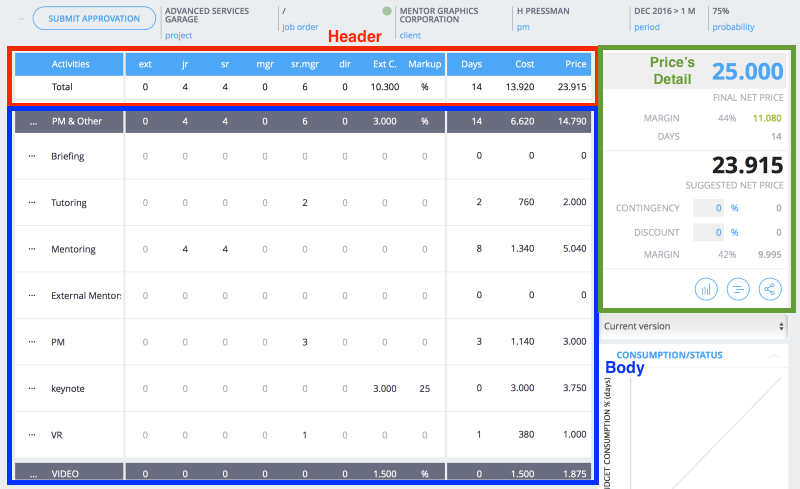 ... SUBMIT APPROVATION
ADVANCED SERVICES
GARAGE
project
/
job order
MENTOR GRAPHICS
CORPORATION
client
H PRESSMAN
pm
DEC 2016 > 1 M
period
75%
probability
Header
Activities ext jr sr mgr sr.mgr dir Ext C. Markup Days Cost Price
Total 0 4 4 0 6 0 10.300 % 14 13.920 23.915
... PM & Other 0 4 4 0 6 0 3.000 % 14 6.620 14.790
... Briefing 0 0 0 0 0 0 0 0 0 0 0
... Tutoring 0 0 0 0 2 0 0 0 2 760 2.000
... Mentoring 0 4 4 0 0 0 0 0 8 1.340 5.040
... External Mentors 0 0 0 0 0 0 0 0 0 0 0
... PM 0 0 0 0 3 0 0 0 3 1.140 3.000
... keynote 0 0 0 0 0 0 3.000 25 0 3.000 3.750
... VR 0 0 0 0 1 0 0 0 1 380 1.000
... VIDEO 0 0 0 0 0 0 1.500 % 0 1.500 1.875
Price's
Detail
25.000
FINAL NET PRICE
MARGIN 44% 11.080
DAYS 14
23.915
SUGGESTED NET PRICE
CONTINGENCY 0 % 0
DISCOUNT 0 % 0
MARGIN 42% 9.995
Current version
CONSUMPTION/STATUS
Body
CONSUMPTION % (days)